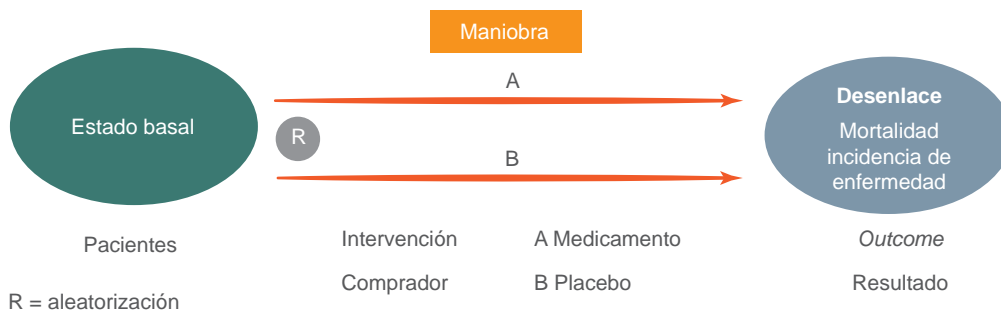 Maniobra
A
Estado basal
R
B
Desenlace
Mortalidad
incidencia de
enfermedad
Pacientes
Intervención
A Medicamento
Outcome
Comprador
B Placebo
Resultado
R = aleatorización